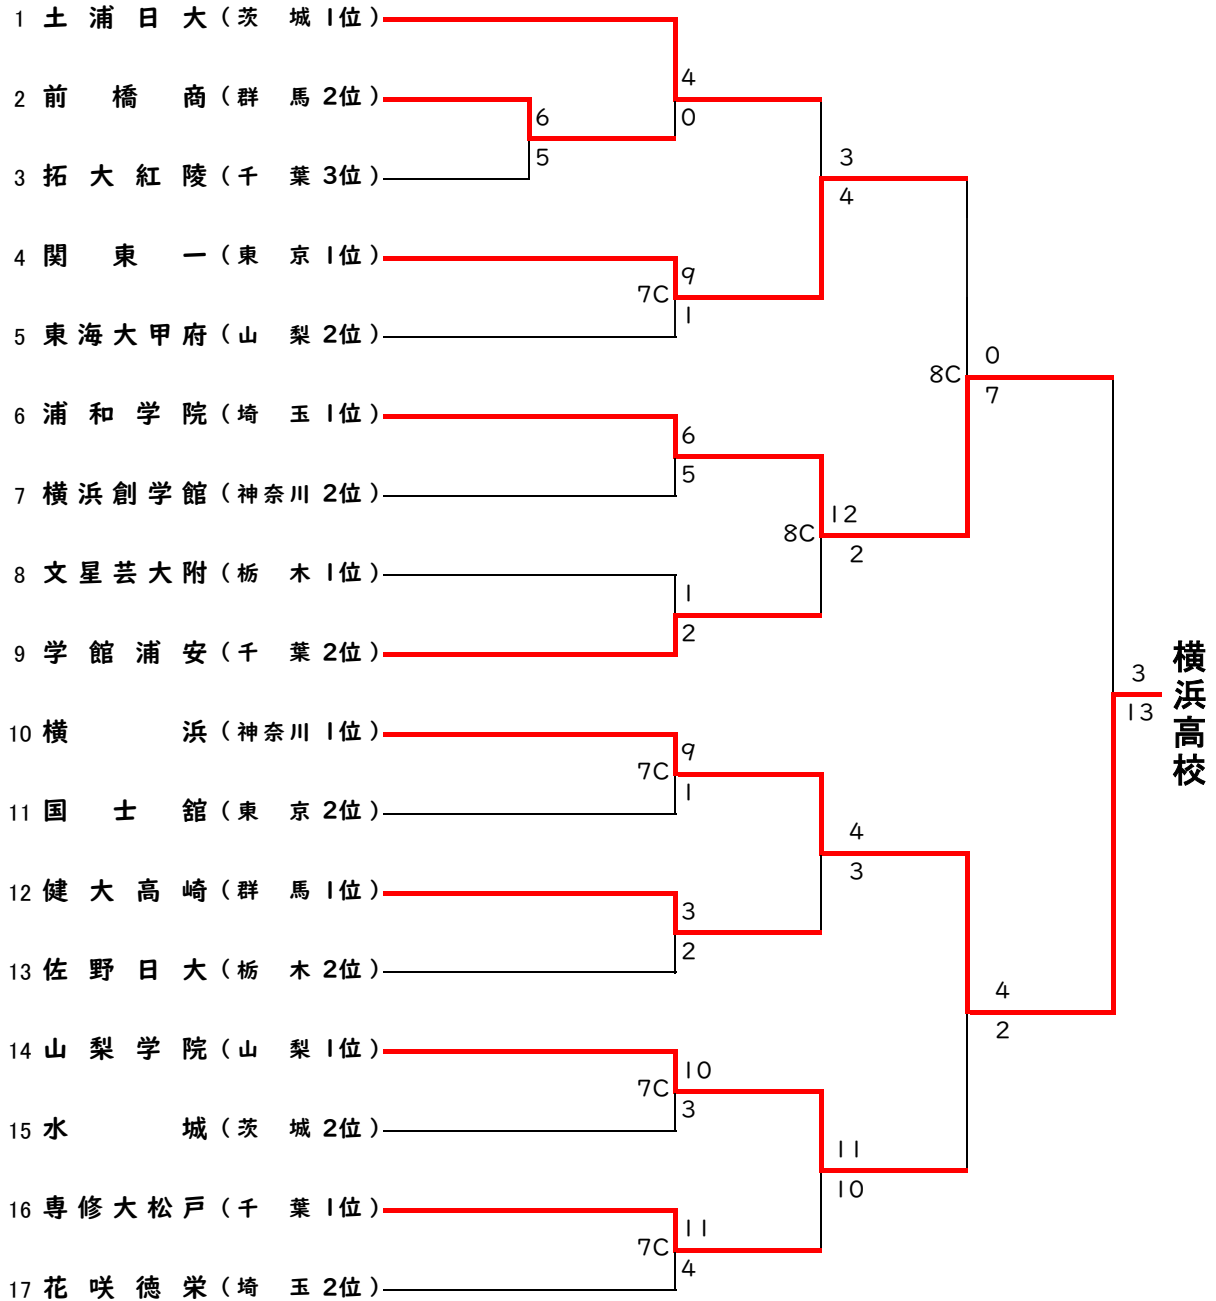 1 土浦日大（茨 城 1位）
4
2 前橋商（群 馬 2位）
6
0
5
3 拓大紅陵（千 葉 3位）
3
4
4 関東一（東 京 1位）
9
7C
1
5 東海大甲府（山 梨 2位）
0
8C
7
6 浦和学院（埼 玉 1位）
6
5
7 横浜創学館（神奈川 2位）
12
8C
2
8 文星芸大附（栃 木 1位）
1
2
9 学館浦安（千 葉 2位）
3
13
横浜高校
10 横浜（神奈川 1位）
9
7C
1
11 国士舘（東 京 2位）
4
3
12 健大高崎（群 馬 1位）
3
2
13 佐野日大（栃 木 2位）
4
2
14 山梨学院（山 梨 1位）
10
7C
3
15 水城（茨 城 2位）
11
10
16 専修大松戸（千 葉 1位）
11
7C
4
17 花咲徳栄（埼 玉 2位）